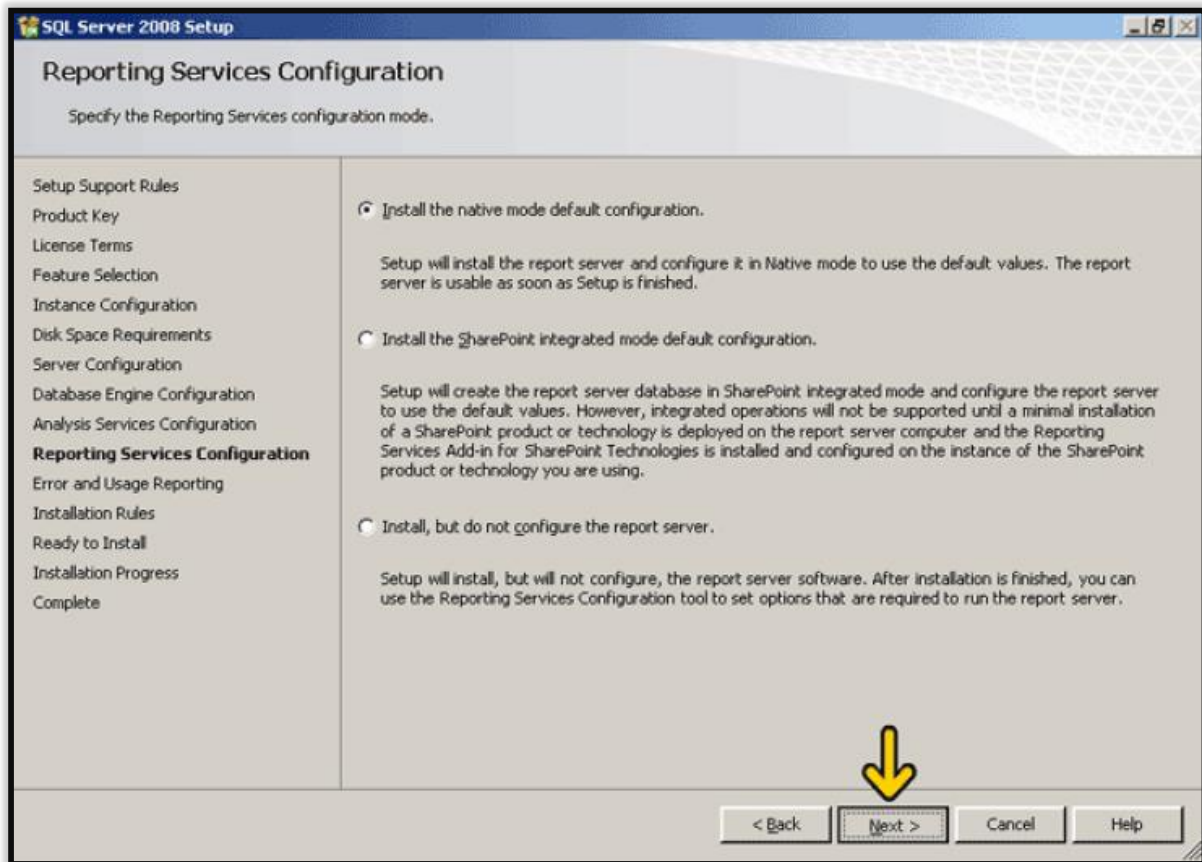 SQL Server 2008 Setup
Reporting Services Configuration
Specify the Reporting Services configuration mode.
Setup Support Rules
Product Key
License Terms
Feature Selection
Instance Configuration
Disk Space Requirements
Server Configuration
Database Engine Configuration
Analysis Services Configuration
Reporting Services Configuration
Error and Usage Reporting
Installation Rules
Ready to Install
Installation Progress
Complete
Install the native mode default configuration.
Setup will install the report server and configure it in Native mode to use the default values. The report
server is usable as soon as Setup is finished.
Install the SharePoint integrated mode default configuration.
Setup will create the report server database in SharePoint integrated mode and configure the report server
to use the default values. However, integrated operations will not be supported until a minimal installation
of a SharePoint product or technology is deployed on the report server computer and the Reporting
Services Add-in for SharePoint Technologies is installed and configured on the instance of the SharePoint
product or technology you are using.
Install, but do not configure the report server.
Setup will install, but will not configure, the report server software. After installation is finished, you can
use the Reporting Services Configuration tool to set options that are required to run the report server.
< Back
Next >
Cancel
Help